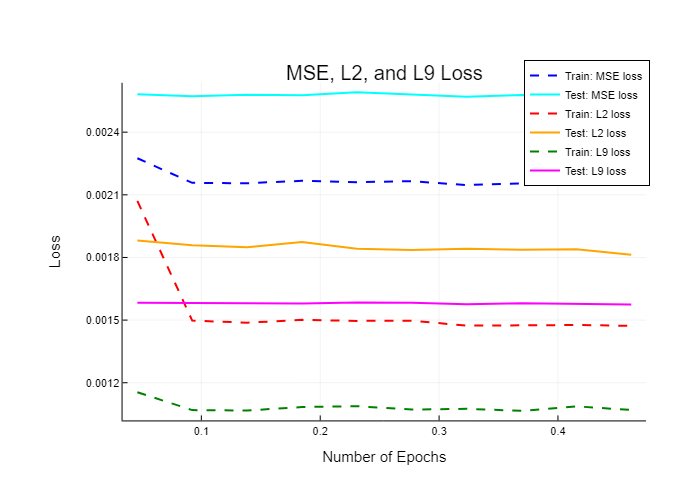 MSE, L2, and L9 Loss
Train: MSE loss
Test: MSE loss
Train: L2 loss
Test: L2 loss
Train: L9 loss
Test: L9 loss
0.0024
0.0021
0.0018
0.0015
0.0012
Loss
0.1
0.2
0.3
0.4
Number of Epochs